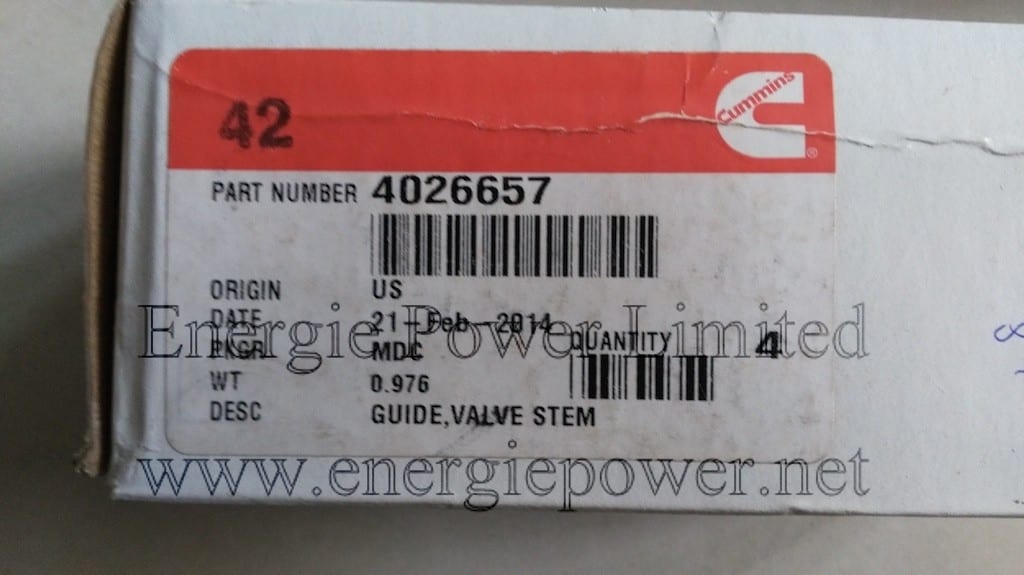 42
Cummins
®
PART NUMBER 4026657
ORIGIN US
DATE 21-Feb-2014
PKGR MDC
QUANTITY 4
WT 0.976
DESC GUIDE,VALVE STEM
Energie Power Limited
www.energiepower.net